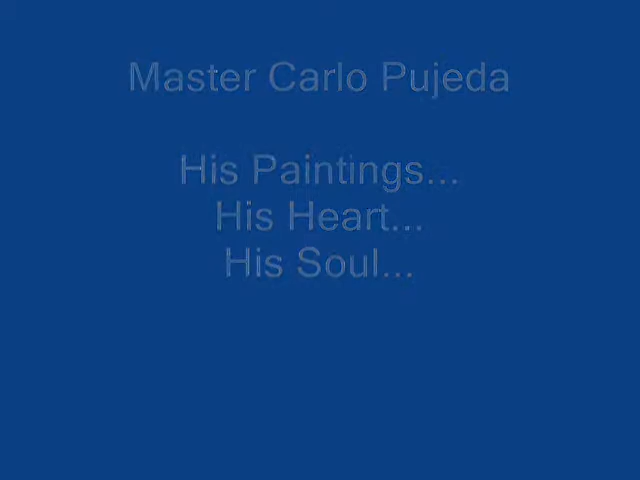 Master Carlo Pujeda
His Paintings...
His Heart...
His Soul...